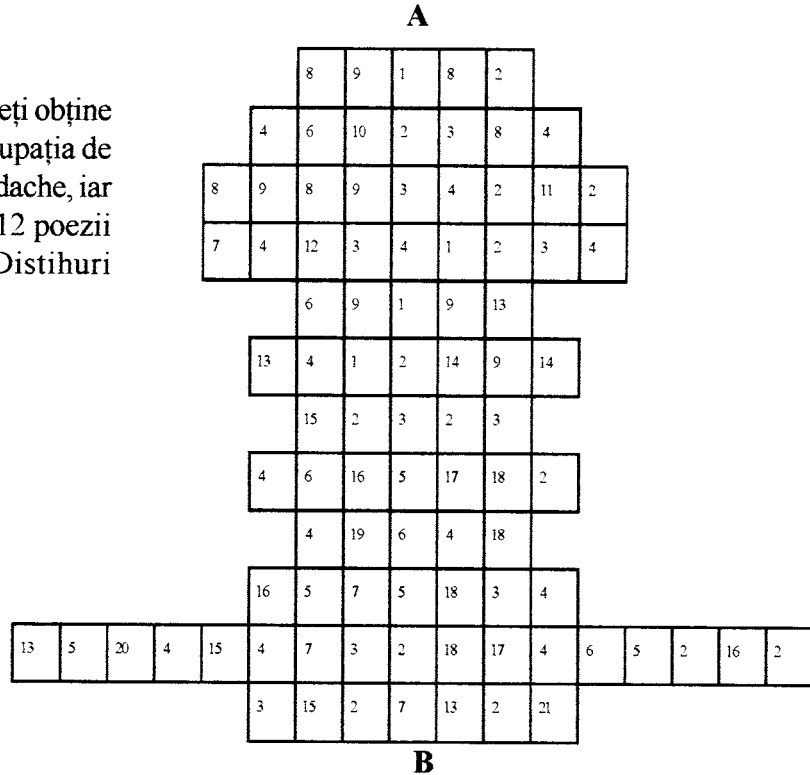 A
8 9 1 8 2
4 6 10 2 3 8 4
8 9 8 9 3 4 2 11 2
7 4 12 3 4 1 2 3 4
6 9 1 9 13
13 4 1 2 14 9 14
15 2 3 2 3
4 6 16 5 17 18 2
4 19 6 4 18
16 5 7 5 18 3 4
13 5 20 4 15 4 7 3 2 18 17 4 6 5 2 16 2
3 15 2 7 13 2 21
B
eți obține
upația de
dache, iar
12 poezii
Distihuri